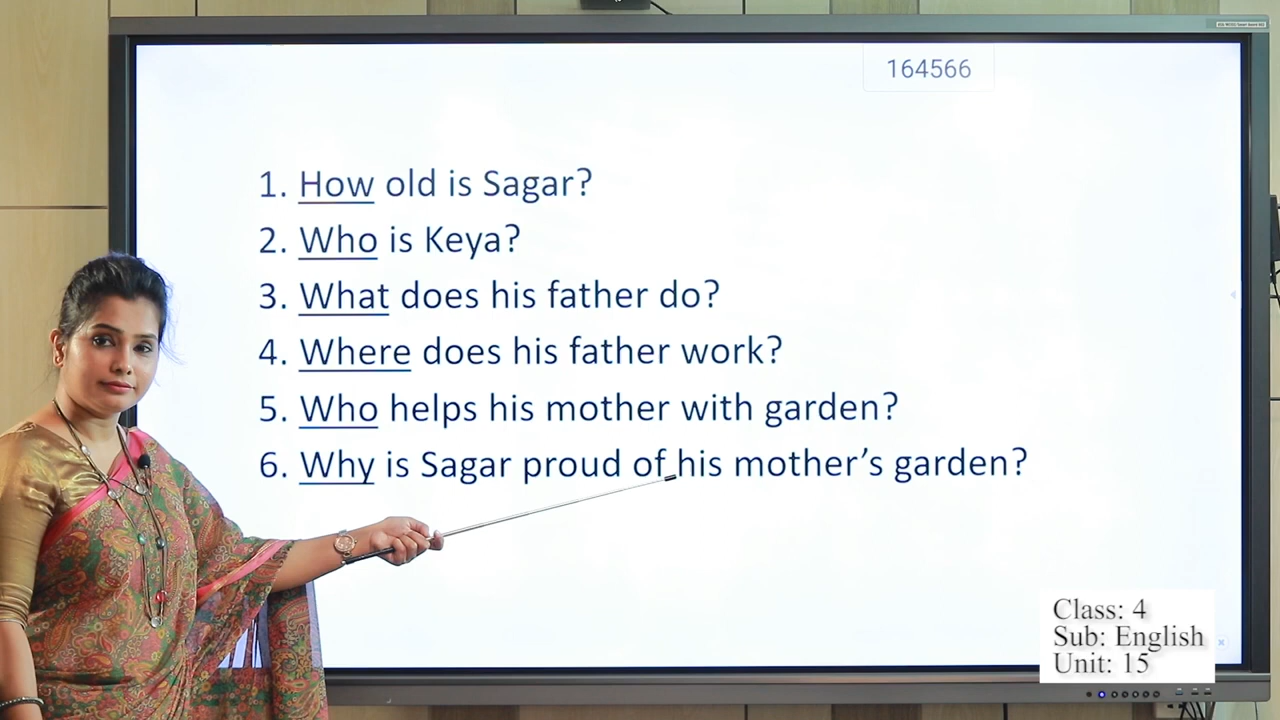 164566
1. How old is Sagar?
2. Who is Keya?
3. What does his father do?
4. Where does his father work?
5. Who helps his mother with garden?
6. Why is Sagar proud of his mother’s garden?
Class: 4
Sub: English
Unit: 15